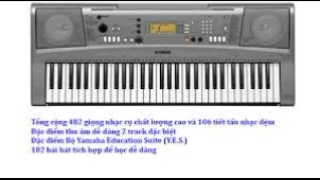 YAMAHA
Tổng cộng 482 giọng nhạc cụ chất lượng cao và 106 tiết tấu nhạc đệm
Đặc điểm thu âm dễ dàng 2 track đặc biệt
Đặc điểm Bộ Yamaha Education Suite (Y.E.S.)
102 bài hát tích hợp để học dễ dàng